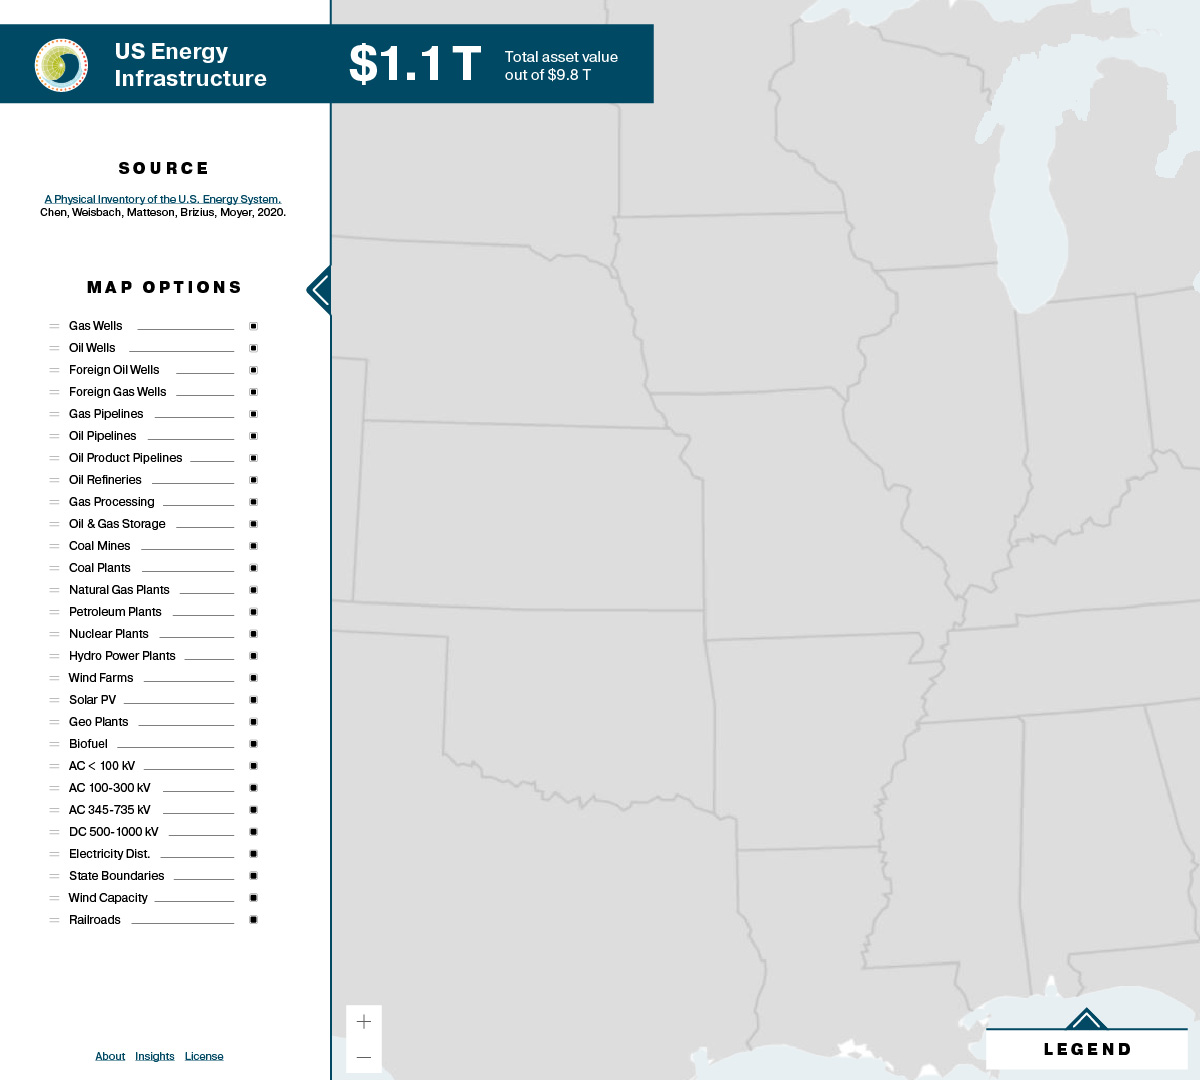 US Energy
Infrastructure
$1.1 T
Total asset value
out of $9.8 T
SOURCE
A Physical Inventory of the U.S. Energy System.
Chen, Weisbach, Matteson, Brizius, Moyer, 2020.
MAP OPTIONS
Gas Wells
Oil Wells
Foreign Oil Wells
Foreign Gas Wells
Gas Pipelines
Oil Pipelines
Oil Product Pipelines
Oil Refineries
Gas Processing
Oil & Gas Storage
Coal Mines
Coal Plants
Natural Gas Plants
Petroleum Plants
Nuclear Plants
Hydro Power Plants
Wind Farms
Solar PV
Geo Plants
Biofuel
AC < 100 kV
AC 100-300 kV
AC 345-735 kV
DC 500-1000 kV
Electricity Dist.
State Boundaries
Wind Capacity
Railroads
About Insights License
+
−
LEGEND